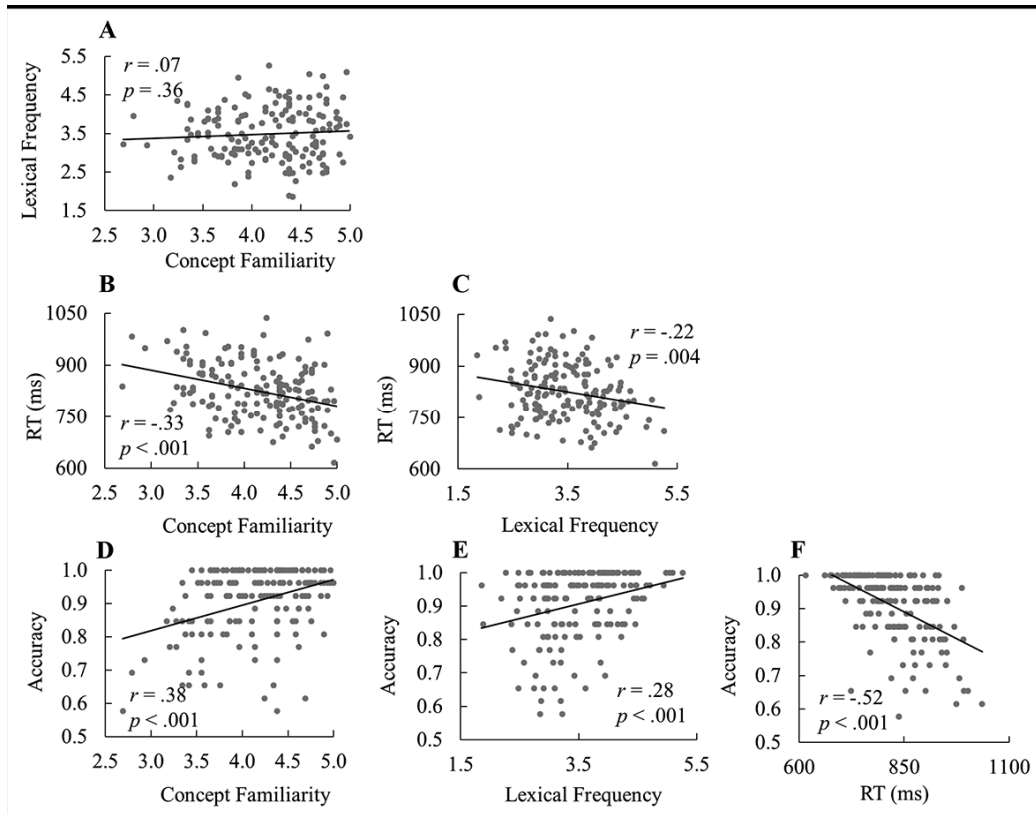 A
5.5
4.5
3.5
2.5
1.5
Lexical Frequency
r = .07
p = .36
2.5 3.0 3.5 4.0 4.5 5.0
Concept Familiarity
B
1050
900
750
600
RT (ms)
r = -.33
p < .001
2.5 3.0 3.5 4.0 4.5 5.0
Concept Familiarity
C
1050
900
750
600
RT (ms)
r = -.22
p = .004
1.5 3.5 5.5
Lexical Frequency
D
1.0
0.9
0.8
0.7
0.6
0.5
Accuracy
r = .38
p < .001
2.5 3.0 3.5 4.0 4.5 5.0
Concept Familiarity
E
1.0
0.9
0.8
0.7
0.6
0.5
Accuracy
r = .28
p < .001
1.5 3.5 5.5
Lexical Frequency
F
1.0
0.9
0.8
0.7
0.6
0.5
Accuracy
r = -.52
p < .001
600 850 1100
RT (ms)